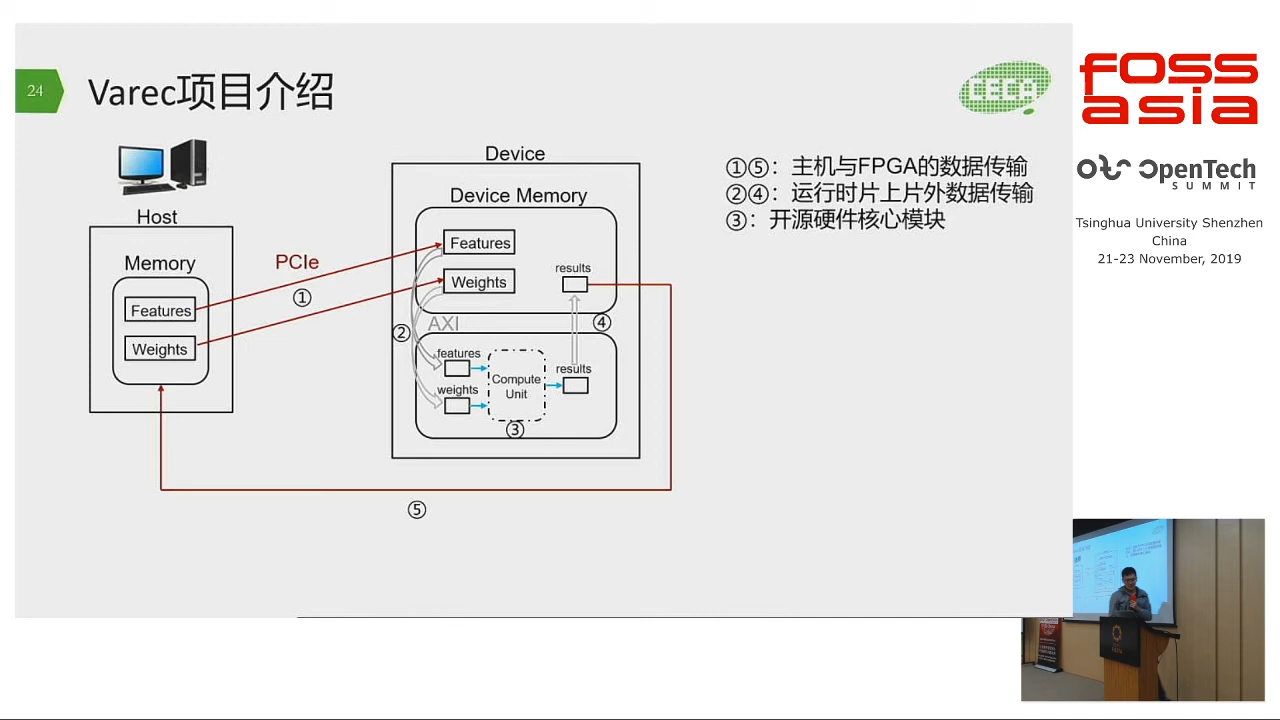 24
Varec项目介绍
Host
Memory
Features
Weights
PCIe
①
Device
Device Memory
Features
Weights
results
②
AXI
④
features
weights
Compute
Unit
results
③
⑤
①⑤：主机与FPGA的数据传输
②④：运行时片上片外数据传输
③：开源硬件核心模块
FOSS
asia
OpenTech
SUMMIT
Tsinghua University Shenzhen
China
21-23 November, 2019